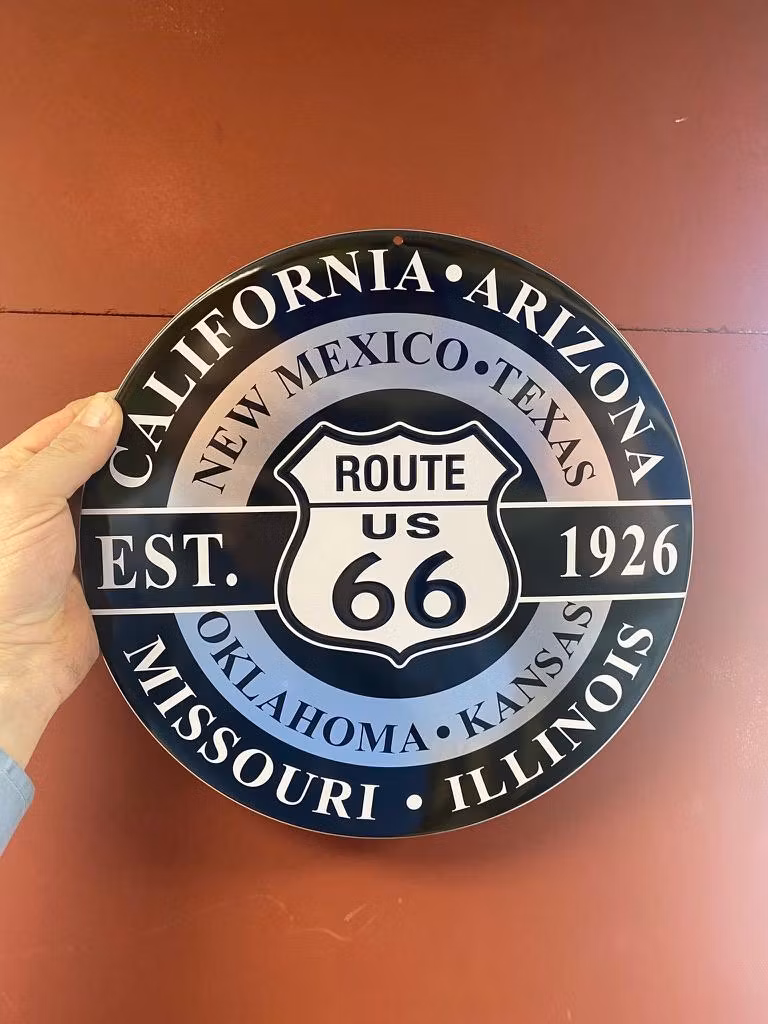 CALIFORNIA • ARIZONA
NEW MEXICO • TEXAS
ROUTE
US
66
EST. 1926
OKLAHOMA • KANSAS
MISSOURI • ILLINOIS